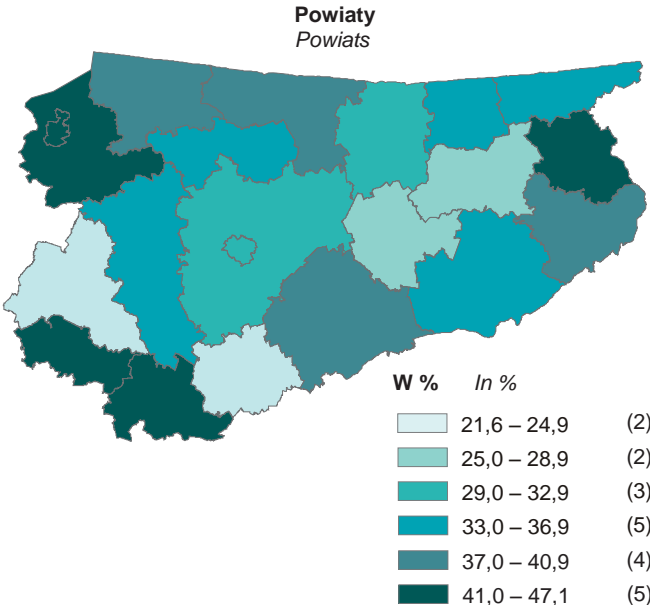 Powiaty
Powiats
W % In %
21,6 – 24,9 (2)
25,0 – 28,9 (2)
29,0 – 32,9 (3)
33,0 – 36,9 (5)
37,0 – 40,9 (4)
41,0 – 47,1 (5)